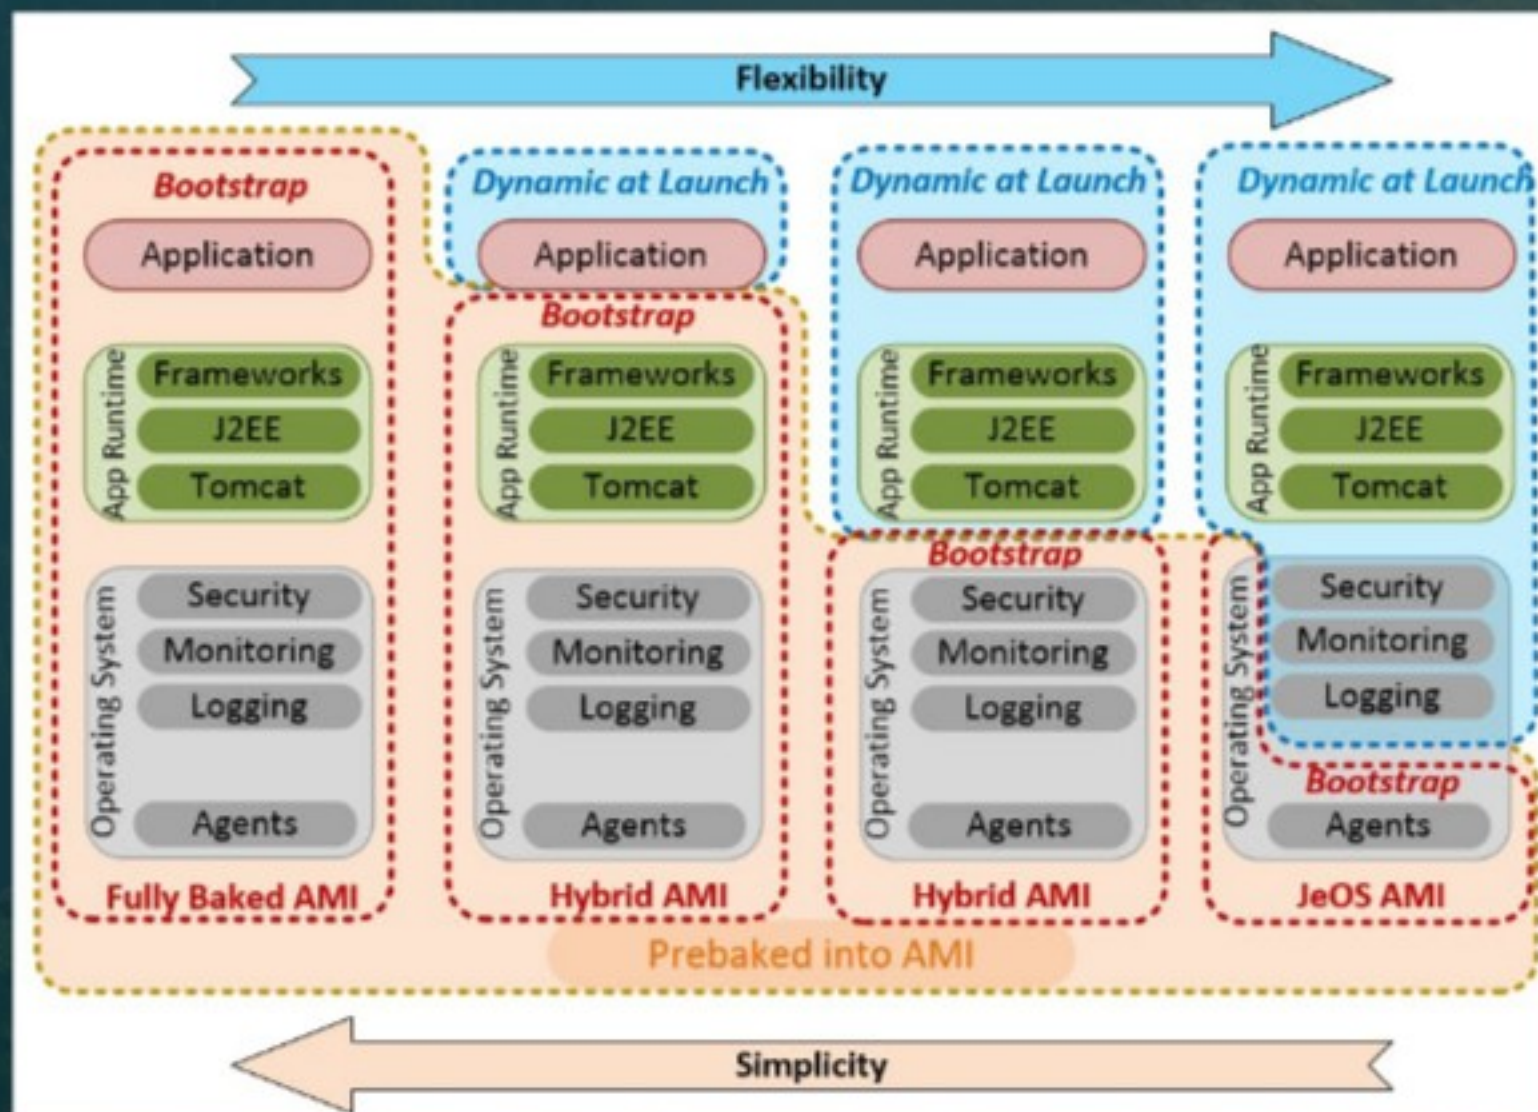 Flexibility
Bootstrap
Application
App Runtime
Frameworks
J2EE
Tomcat
Operating System
Security
Monitoring
Logging
Agents
Fully Baked AMI
Dynamic at Launch
Application
Bootstrap
App Runtime
Frameworks
J2EE
Tomcat
Operating System
Security
Monitoring
Logging
Agents
Hybrid AMI
Dynamic at Launch
Application
App Runtime
Frameworks
J2EE
Tomcat
Bootstrap
Operating System
Security
Monitoring
Logging
Agents
Hybrid AMI
Dynamic at Launch
Application
App Runtime
Frameworks
J2EE
Tomcat
Operating System
Security
Monitoring
Logging
Bootstrap
Agents
JeOS AMI
Prebaked into AMI
Simplicity